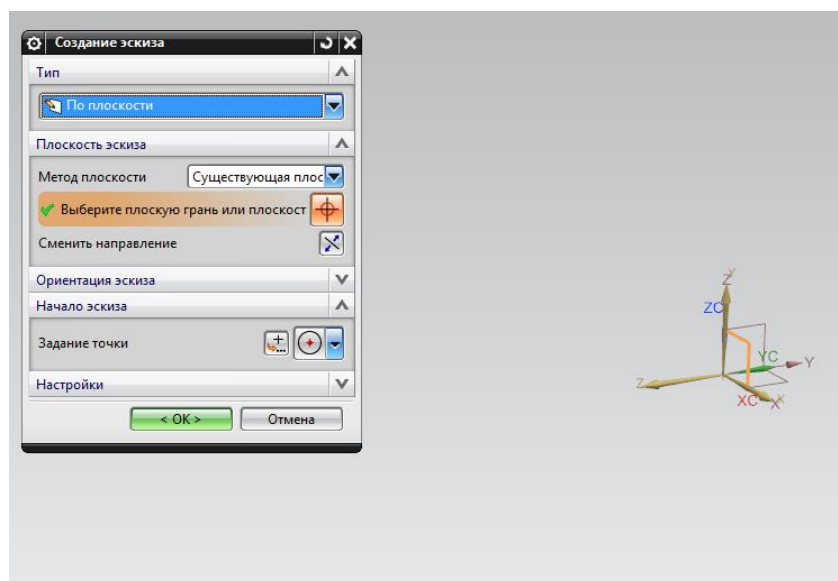 Создание эскиза
Тип
По плоскости
Плоскость эскиза
Метод плоскости Существующая плос
Выберите плоскую грань или плоскост
Сменить направление
Ориентация эскиза
Начало эскиза
Задание точки
Настройки
< OK > Отмена
Z
Y
ZC
YC
Y
Z
XC
X
X